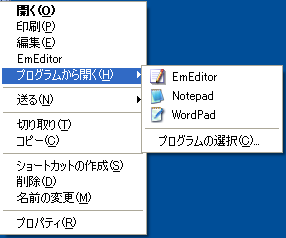 開く(O)
印刷(P)
編集(E)
EmEditor
プログラムから開く(H)
EmEditor
Notepad
WordPad
プログラムの選択(C)...
送る(N)
切り取り(T)
コピー(C)
ショートカットの作成(S)
削除(D)
名前の変更(M)
プロパティ(R)